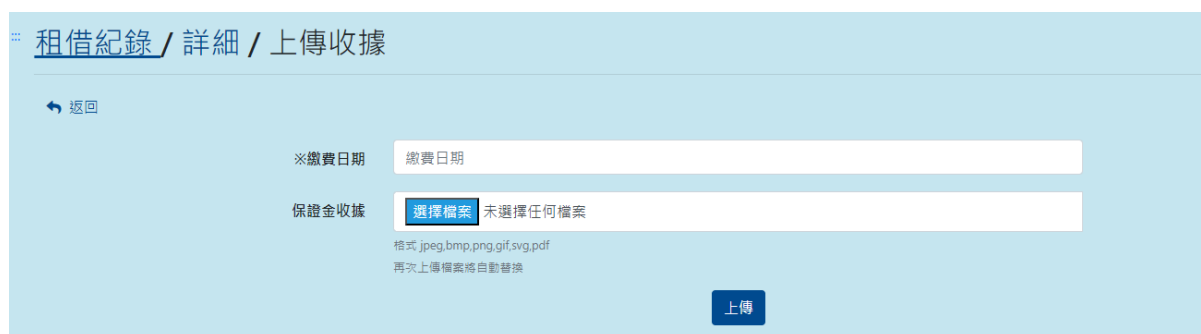 :::
租借紀錄 / 詳細 / 上傳收據
返回
※繳費日期 繳費日期
保證金收據 選擇檔案 未選擇任何檔案
格式 jpeg,bmp,png,gif,svg,pdf
再次上傳檔案將自動替換
上傳